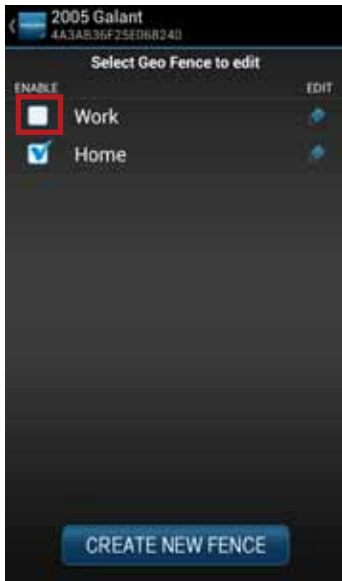 2005 Galant
4A3AB36F25E068240
Select Geo Fence to edit
ENABLE EDIT
Work
Home
CREATE NEW FENCE